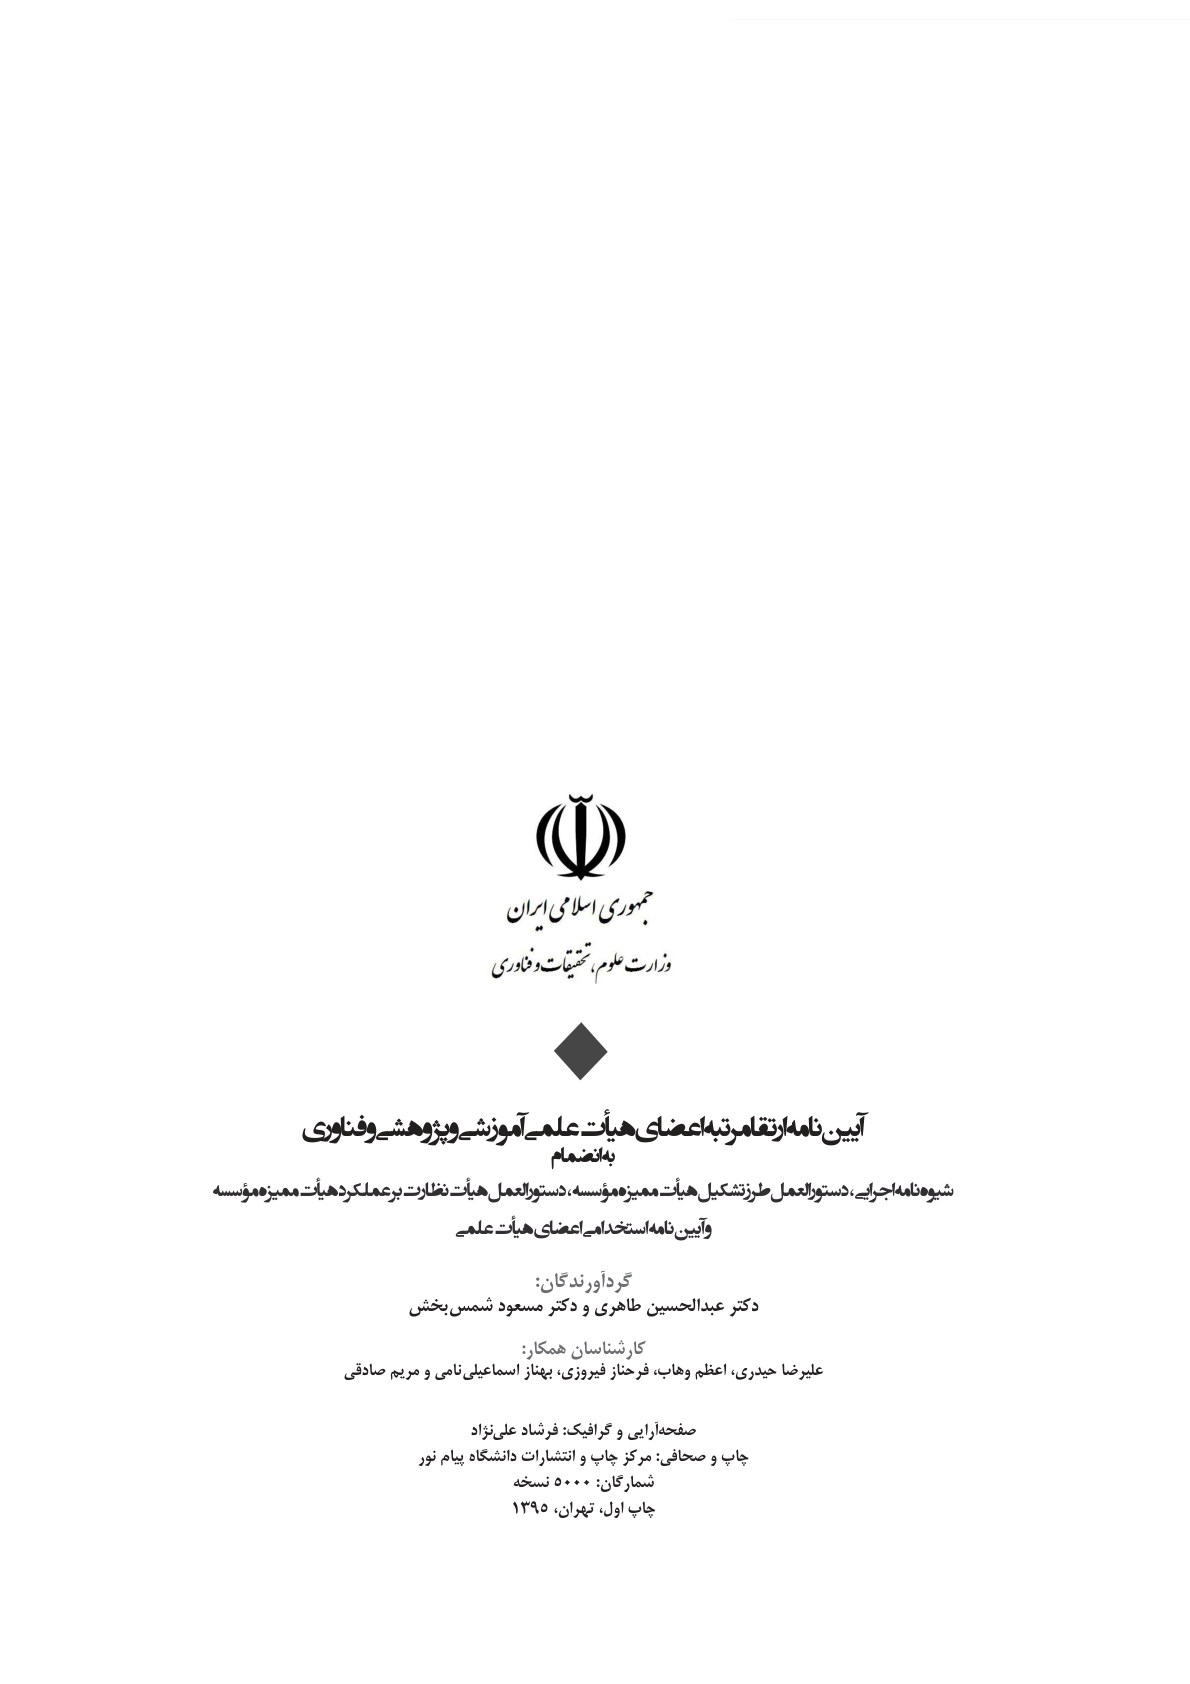 جمهوری اسلامی ایران
وزارت علوم، تحقیقات و فناوری
آیین‌نامه ارتقا مرتبه اعضای هیأت علمی آموزشی و پژوهشی و فناوری
به انضمام
شیوه‌نامه اجرایی، دستورالعمل طرز تشکیل هیأت ممیزه مؤسسه، دستورالعمل هیأت نظارت بر عملکرد هیأت ممیزه مؤسسه
و آیین‌نامه استخدامی اعضای هیأت علمی
گردآورندگان:
دکتر عبدالحسین طاهری و دکتر مسعود شمس‌بخش
کارشناسان همکار:
علیرضا حیدری، اعظم وهاب، فرحناز فیروزی، بهناز اسماعیلی‌نامی و مریم صادقی
صفحه‌آرایی و گرافیک: فرشاد علی‌نژاد
چاپ و صحافی: مرکز چاپ و انتشارات دانشگاه پیام نور
شمارگان: ۵۰۰۰ نسخه
چاپ اول، تهران، ۱۳۹۵